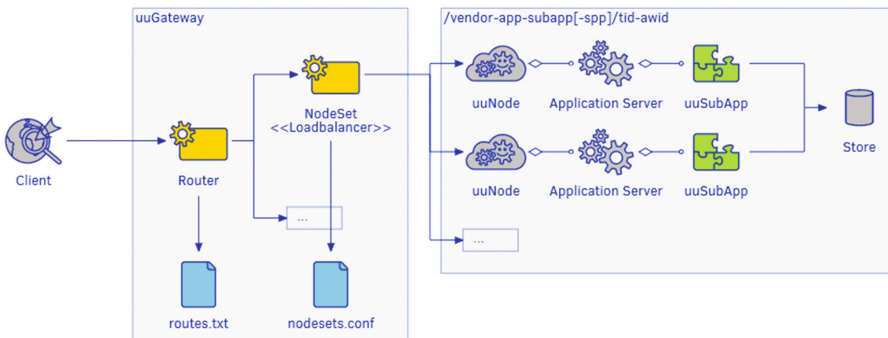 uuGateway
/vendor-app-subapp[-spp]/tid-awid
Client
Router
NodeSet
<<Loadbalancer>>
...
routes.txt
nodesets.conf
uuNode
Application Server
uuSubApp
uuNode
Application Server
uuSubApp
...
Store